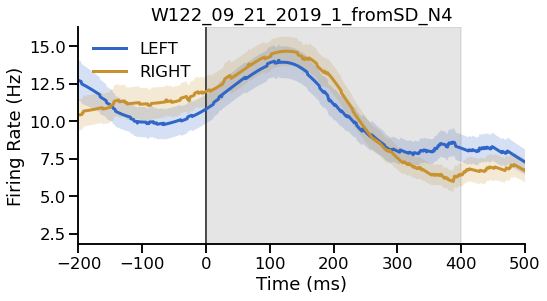 W122_09_21_2019_1_fromSD_N4
LEFT
RIGHT
Firing Rate (Hz)
15.0
12.5
10.0
7.5
5.0
2.5
−200 −100 0 100 200 300 400 500
Time (ms)